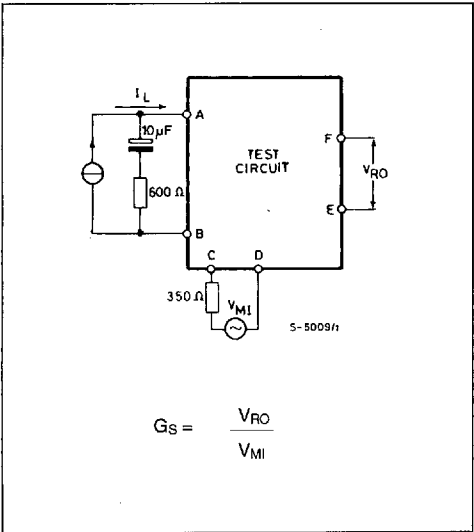 I_L
A
10µF
600 Ω
B
TEST
CIRCUIT
F
V_RO
E
C D
350 Ω
V_MI
S-5009/1
G_S = V_RO
V_MI